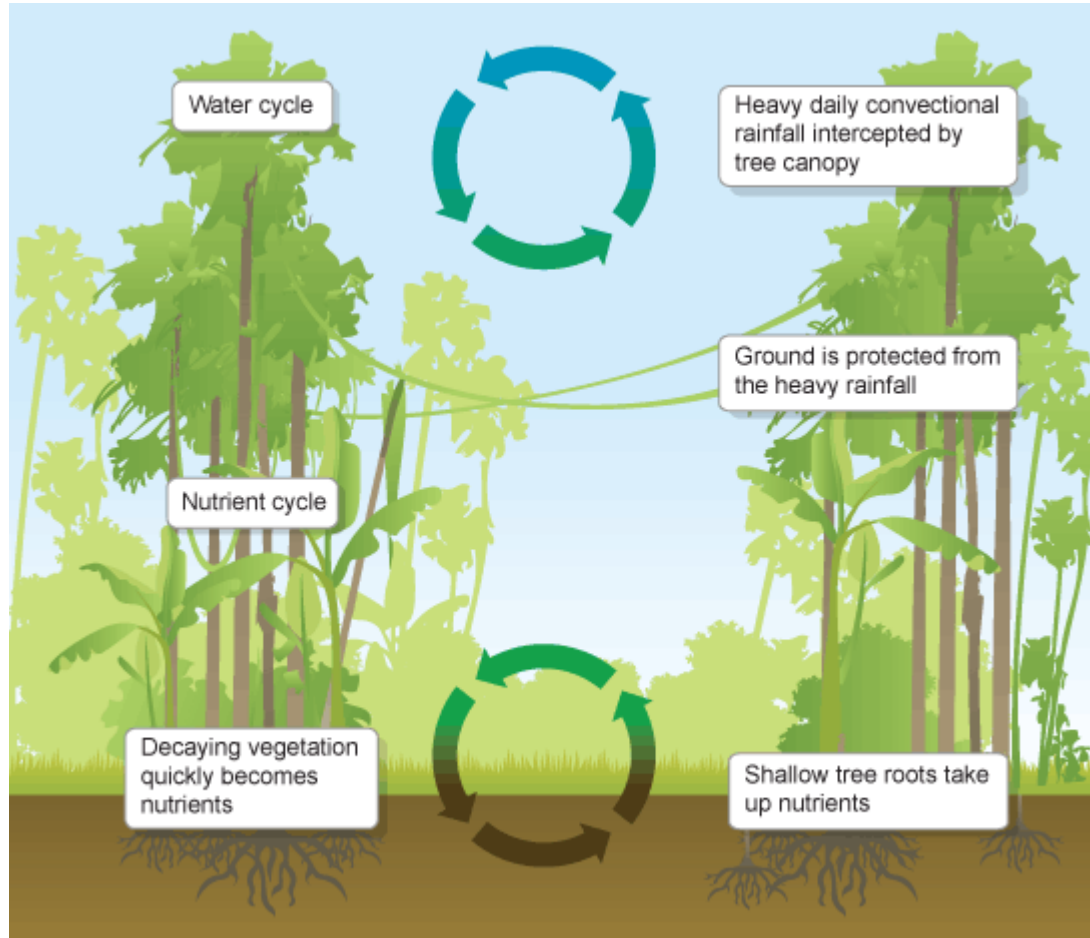 Water cycle
Heavy daily convectional
rainfall intercepted by
tree canopy
Ground is protected from
the heavy rainfall
Nutrient cycle
Decaying vegetation
quickly becomes
nutrients
Shallow tree roots take
up nutrients